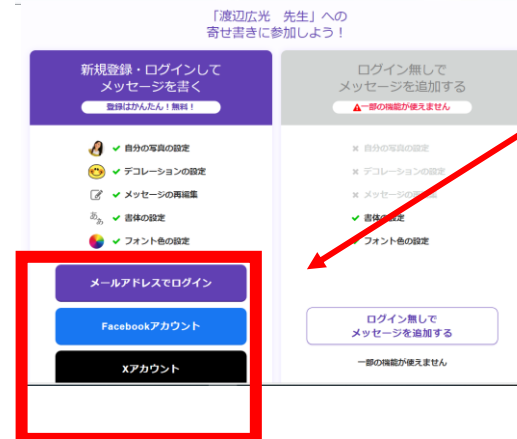 「渡辺広光　先生」への
寄せ書きに参加しよう！
新規登録・ログインして
メッセージを書く
登録はかんたん！無料！
自分の写真の設定
デコレーションの設定
メッセージの再編集
あぁ
書体の設定
フォント色の設定
メールアドレスでログイン
Facebookアカウント
Xアカウント
ログイン無しで
メッセージを追加する
一部の機能が使えません
自分の写真の設定
デコレーションの設定
メッセージの再編集
書体の設定
フォント色の設定
ログイン無しで
メッセージを追加する
一部の機能が使えません